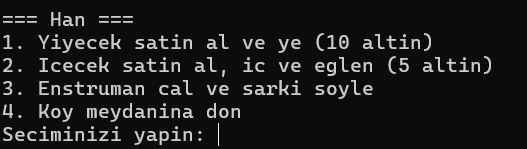 === Han ===
1. Yiyecek satin al ve ye (10 altin)
2. Icecek satin al, ic ve eglen (5 altin)
3. Enstruman cal ve sarki soyle
4. Koy meydanina don
Seciminizi yapin: